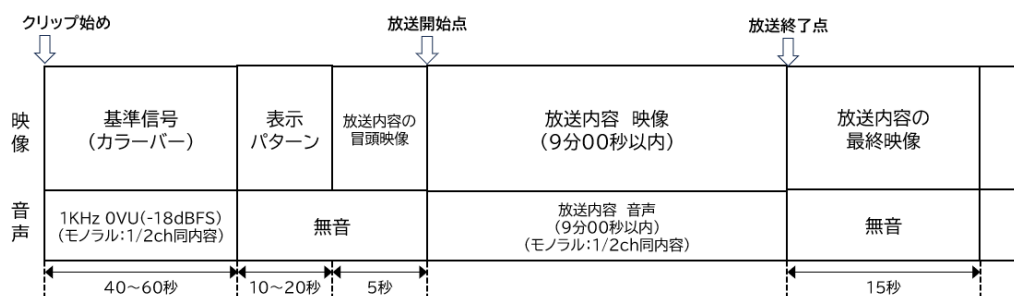 クリップ始め
放送開始点
放送終了点
映像
基準信号
(カラーバー)
表示
パターン
放送内容の
冒頭映像
放送内容 映像
(9分00秒以内)
放送内容の
最終映像
音声
1KHz 0VU(-18dBFS)
(モノラル:1/2ch同内容)
無音
放送内容 音声
(9分00秒以内)
(モノラル:1/2ch同内容)
無音
40~60秒
10~20秒
5秒
15秒